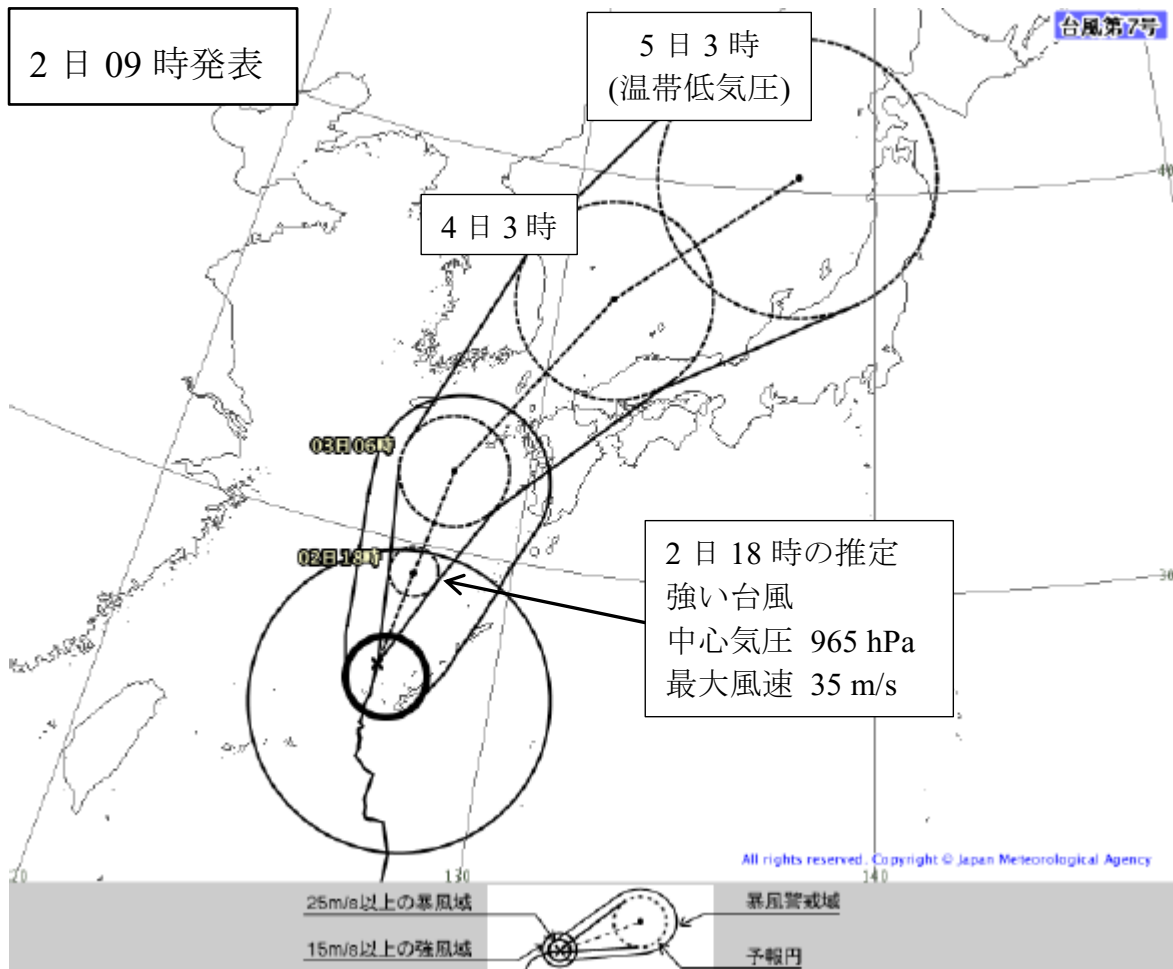 2 日 09 時発表
台風第7号
5 日 3 時
(温帯低気圧)
40
4 日 3 時
03日06時
02日18時
30
2 日 18 時の推定
強い台風
中心気圧 965 hPa
最大風速 35 m/s
All rights reserved. Copyright © Japan Meteorological Agency
20
130
140
25m/s以上の暴風域
暴風警戒域
15m/s以上の強風域
予報円